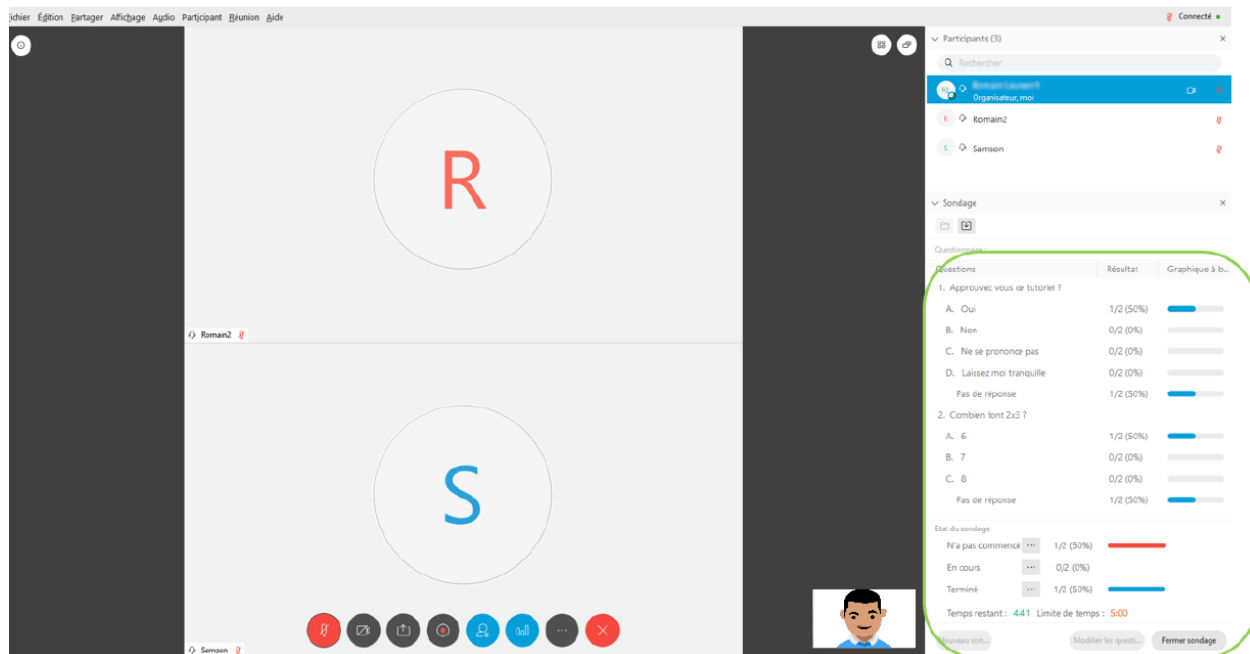 ichier Édition Partager Affichage Audio Participant Réunion Aide
Connecté
Participants (3)
Rechercher
Organisateur, moi
R Romain2
S Samson
R
Romain2
S
Samson
Sondage
Questionnaire :
Questions Résultat Graphique à b...
1. Approuvez vous ce tutoriel ?
A. Oui 1/2 (50%)
B. Non 0/2 (0%)
C. Ne se prononce pas 0/2 (0%)
D. Laissez moi tranquille 0/2 (0%)
Pas de réponse 1/2 (50%)
2. Combien font 2x3 ?
A. 6 1/2 (50%)
B. 7 0/2 (0%)
C. 8 0/2 (0%)
Pas de réponse 1/2 (50%)
Etat du sondage
N'a pas commencé ... 1/2 (50%)
En cours ... 0/2 (0%)
Terminé ... 1/2 (50%)
Temps restant : 4:41 Limite de temps : 5:00
Nouveau son... Modifier les questi... Fermer sondage